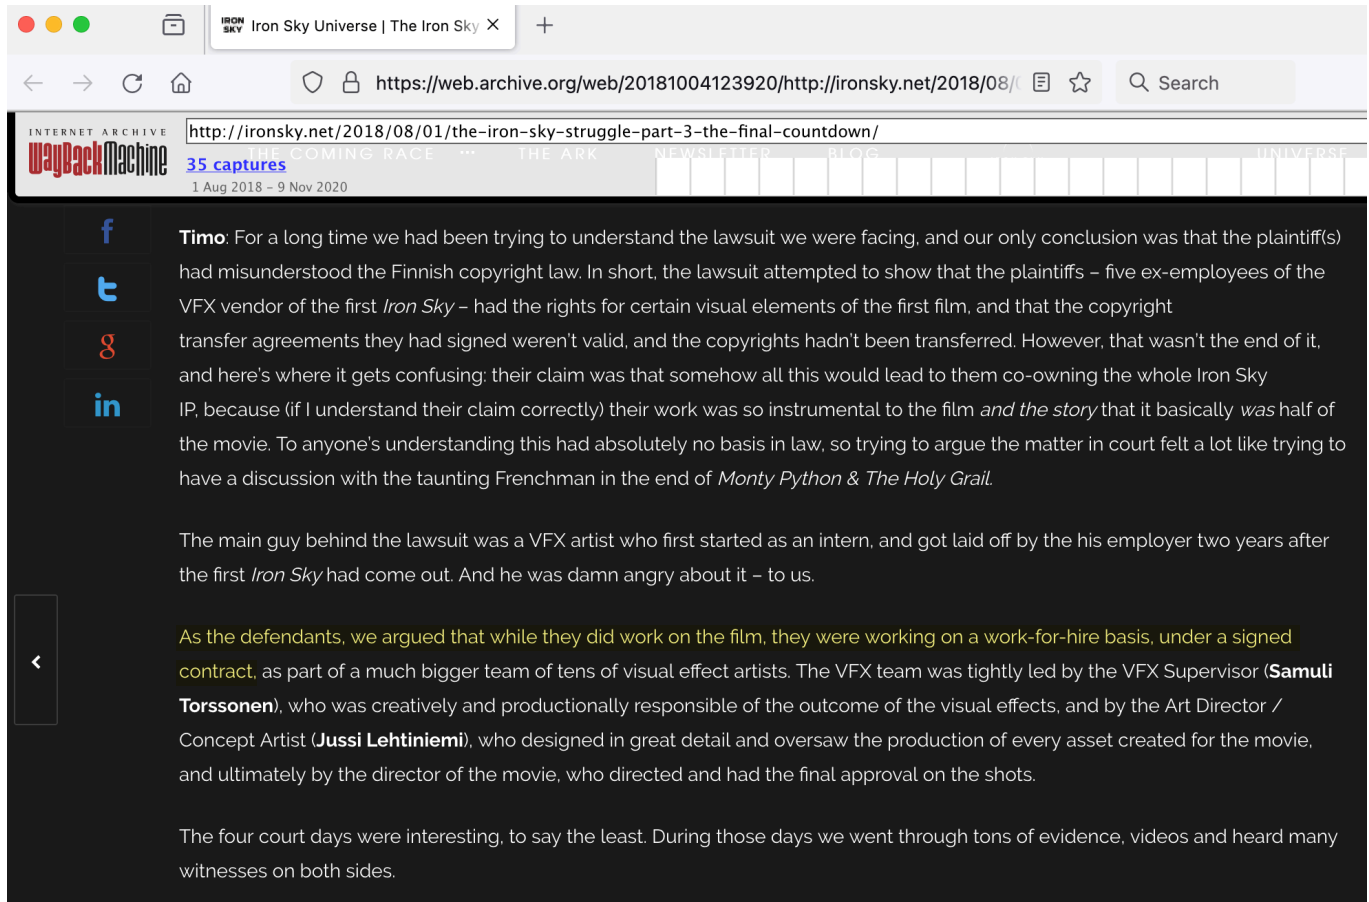 IRON SKY Iron Sky Universe | The Iron Sky
https://web.archive.org/web/20181004123920/http://ironsky.net/2018/08/ Search
INTERNET ARCHIVE
WayBackMachine
http://ironsky.net/2018/08/01/the-iron-sky-struggle-part-3-the-final-countdown/
THE COMING RACE ••• THE ARK NEWSLETTER BLOG UNIVERSE
35 captures
1 Aug 2018 – 9 Nov 2020
f
t
g
in
Timo: For a long time we had been trying to understand the lawsuit we were facing, and our only conclusion was that the plaintiff(s)
had misunderstood the Finnish copyright law. In short, the lawsuit attempted to show that the plaintiffs – five ex-employees of the
VFX vendor of the first Iron Sky – had the rights for certain visual elements of the first film, and that the copyright
transfer agreements they had signed weren't valid, and the copyrights hadn't been transferred. However, that wasn't the end of it,
and here's where it gets confusing: their claim was that somehow all this would lead to them co-owning the whole Iron Sky
IP, because (if I understand their claim correctly) their work was so instrumental to the film and the story that it basically was half of
the movie. To anyone's understanding this had absolutely no basis in law, so trying to argue the matter in court felt a lot like trying to
have a discussion with the taunting Frenchman in the end of Monty Python & The Holy Grail.
The main guy behind the lawsuit was a VFX artist who first started as an intern, and got laid off by the his employer two years after
the first Iron Sky had come out. And he was damn angry about it – to us.
As the defendants, we argued that while they did work on the film, they were working on a work-for-hire basis, under a signed
contract, as part of a much bigger team of tens of visual effect artists. The VFX team was tightly led by the VFX Supervisor (Samuli
Torssonen), who was creatively and productionally responsible of the outcome of the visual effects, and by the Art Director /
Concept Artist (Jussi Lehtiniemi), who designed in great detail and oversaw the production of every asset created for the movie,
and ultimately by the director of the movie, who directed and had the final approval on the shots.
The four court days were interesting, to say the least. During those days we went through tons of evidence, videos and heard many
witnesses on both sides.